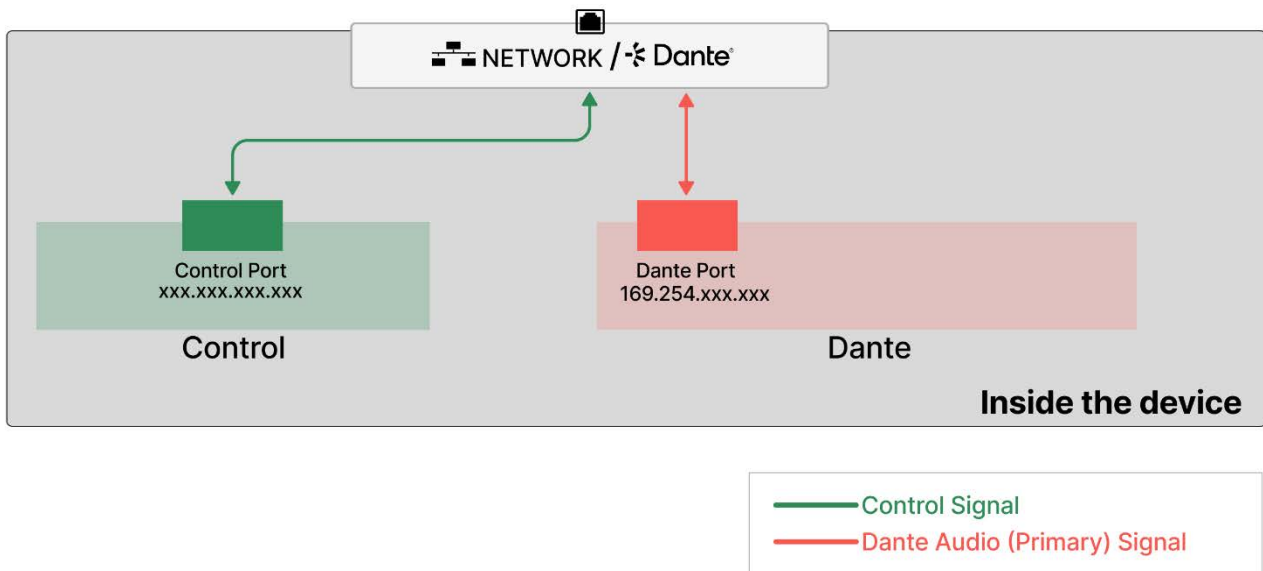 NETWORK / Dante®
Control Port
xxx.xxx.xxx.xxx
Dante Port
169.254.xxx.xxx
Control
Dante
Inside the device
Control Signal
Dante Audio (Primary) Signal